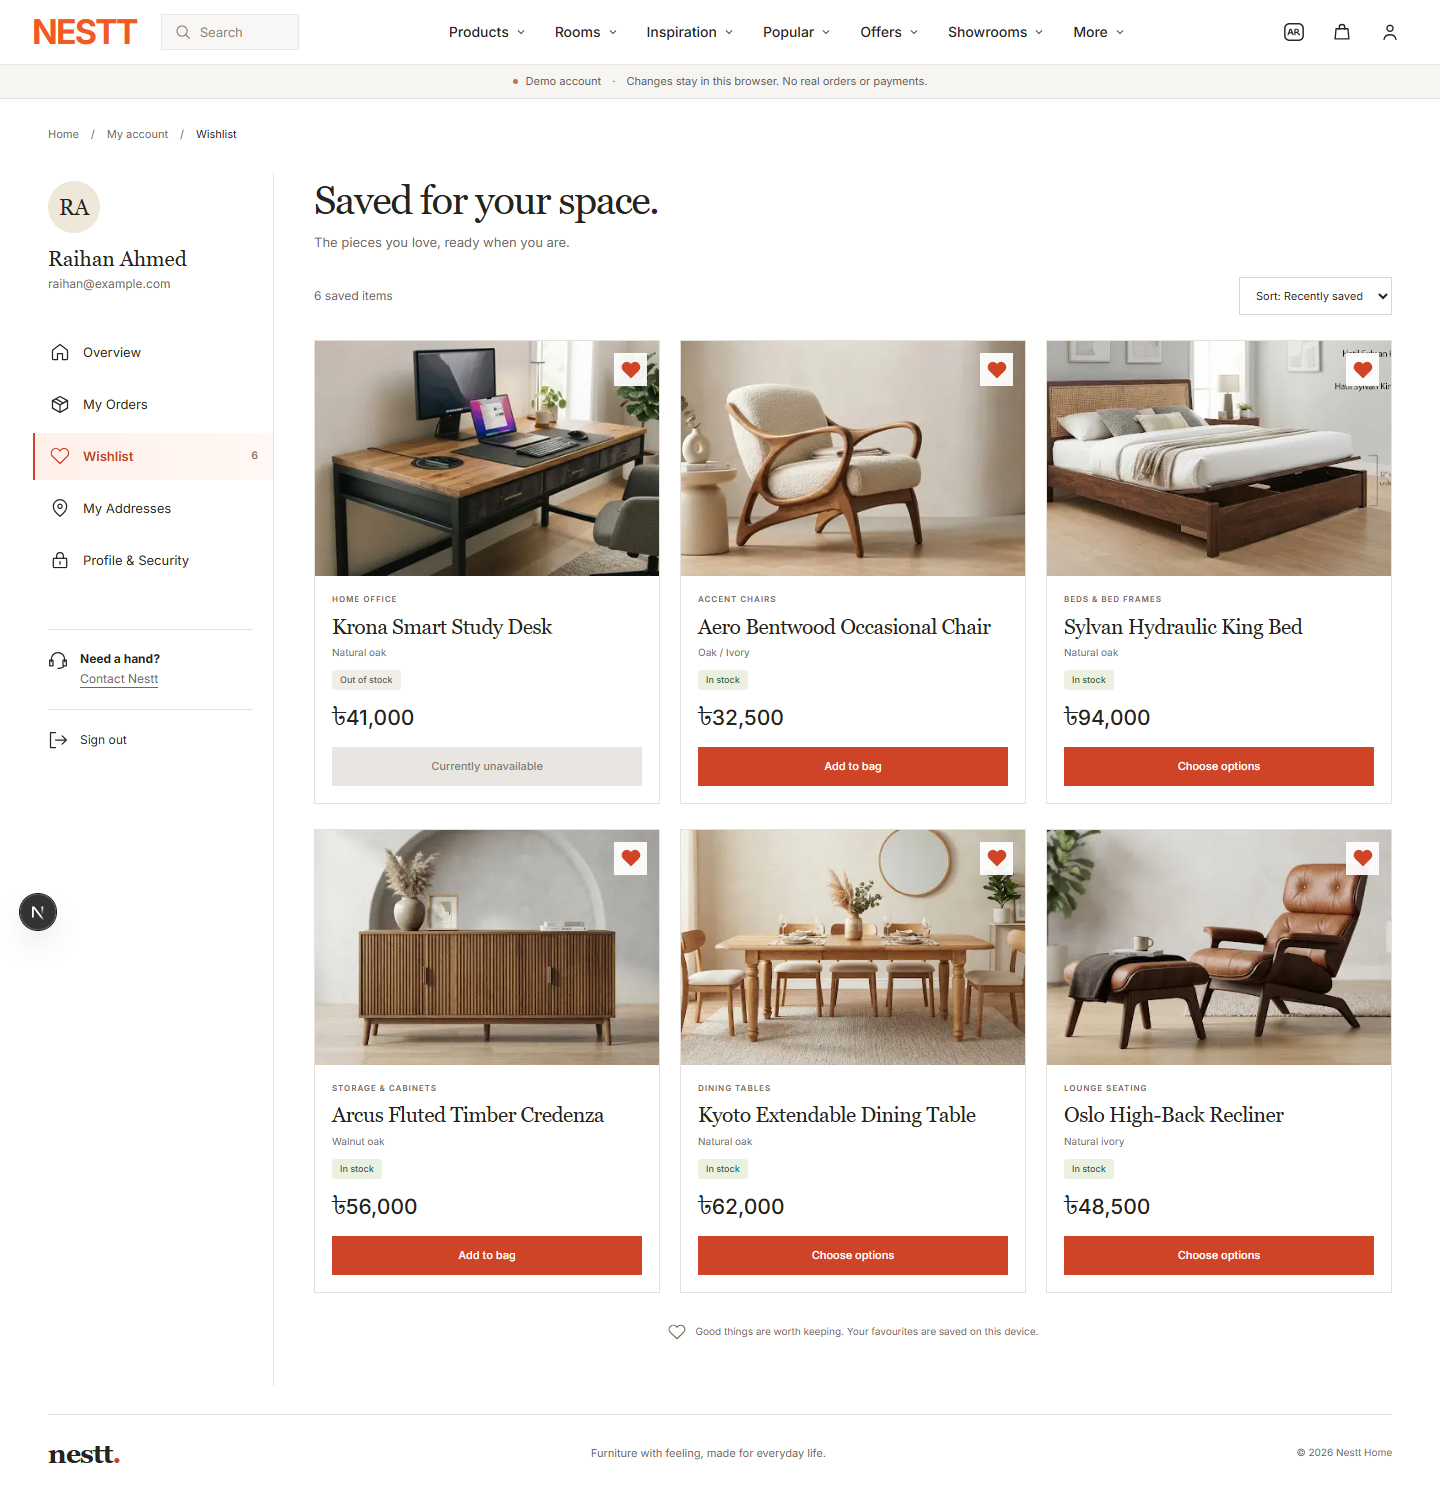 NESTT
Search
Products
Rooms
Inspiration
Popular
Offers
Showrooms
More
AR
Demo account · Changes stay in this browser. No real orders or payments.
Home / My account / Wishlist
RA
Raihan Ahmed
raihan@example.com
Overview
My Orders
Wishlist 6
My Addresses
Profile & Security
Need a hand?
Contact Nestt
Sign out
N
Saved for your space.
The pieces you love, ready when you are.
6 saved items
Sort: Recently saved
HOME OFFICE
Krona Smart Study Desk
Natural oak
Out of stock
৳41,000
Currently unavailable
ACCENT CHAIRS
Aero Bentwood Occasional Chair
Oak / Ivory
In stock
৳32,500
Add to bag
BEDS & BED FRAMES
Sylvan Hydraulic King Bed
Natural oak
In stock
৳94,000
Choose options
STORAGE & CABINETS
Arcus Fluted Timber Credenza
Walnut oak
In stock
৳56,000
Add to bag
DINING TABLES
Kyoto Extendable Dining Table
Natural oak
In stock
৳62,000
Choose options
LOUNGE SEATING
Oslo High-Back Recliner
Natural ivory
In stock
৳48,500
Choose options
Good things are worth keeping. Your favourites are saved on this device.
nestt.
Furniture with feeling, made for everyday life.
© 2026 Nestt Home